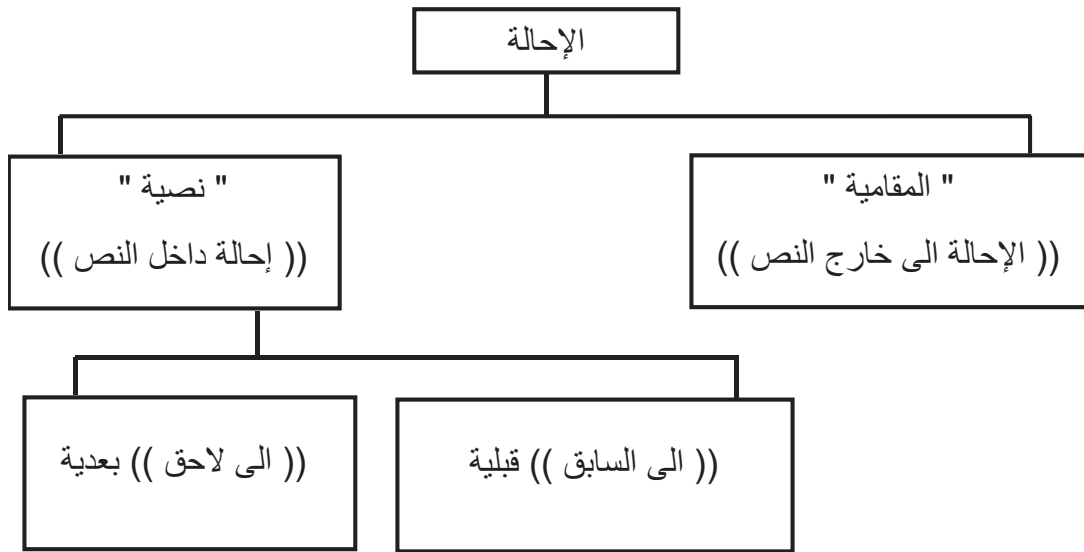 الإحالة
" المقامية "
(( الإحالة الى خارج النص ))
" نصية "
(( إحالة داخل النص ))
(( الى السابق )) قبلية
(( الى لاحق )) بعدية